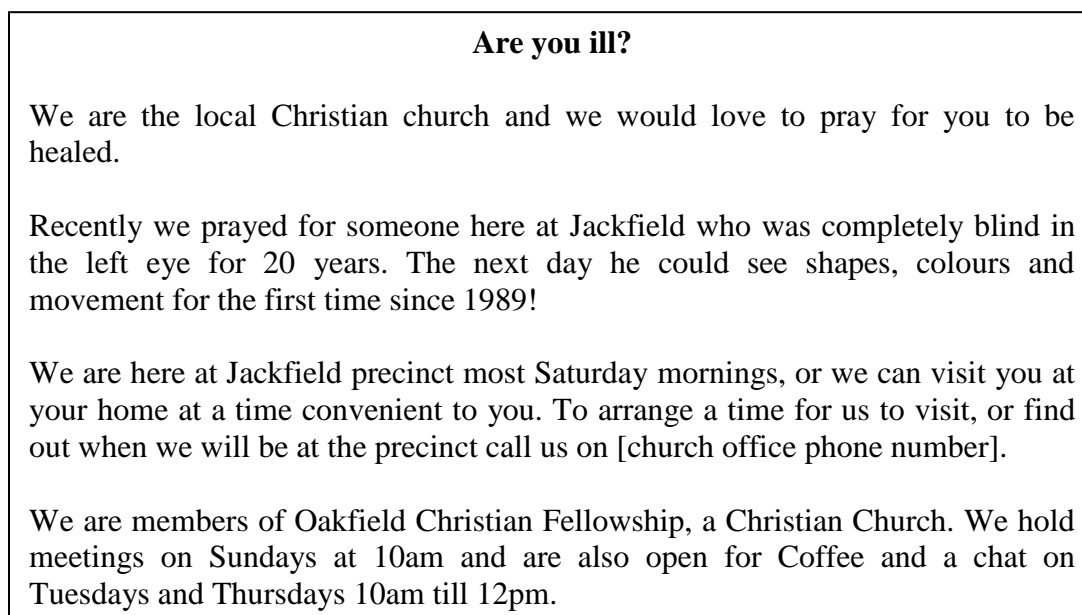 Are you ill?
We are the local Christian church and we would love to pray for you to be
healed.
Recently we prayed for someone here at Jackfield who was completely blind in
the left eye for 20 years. The next day he could see shapes, colours and
movement for the first time since 1989!
We are here at Jackfield precinct most Saturday mornings, or we can visit you at
your home at a time convenient to you. To arrange a time for us to visit, or find
out when we will be at the precinct call us on [church office phone number].
We are members of Oakfield Christian Fellowship, a Christian Church. We hold
meetings on Sundays at 10am and are also open for Coffee and a chat on
Tuesdays and Thursdays 10am till 12pm.